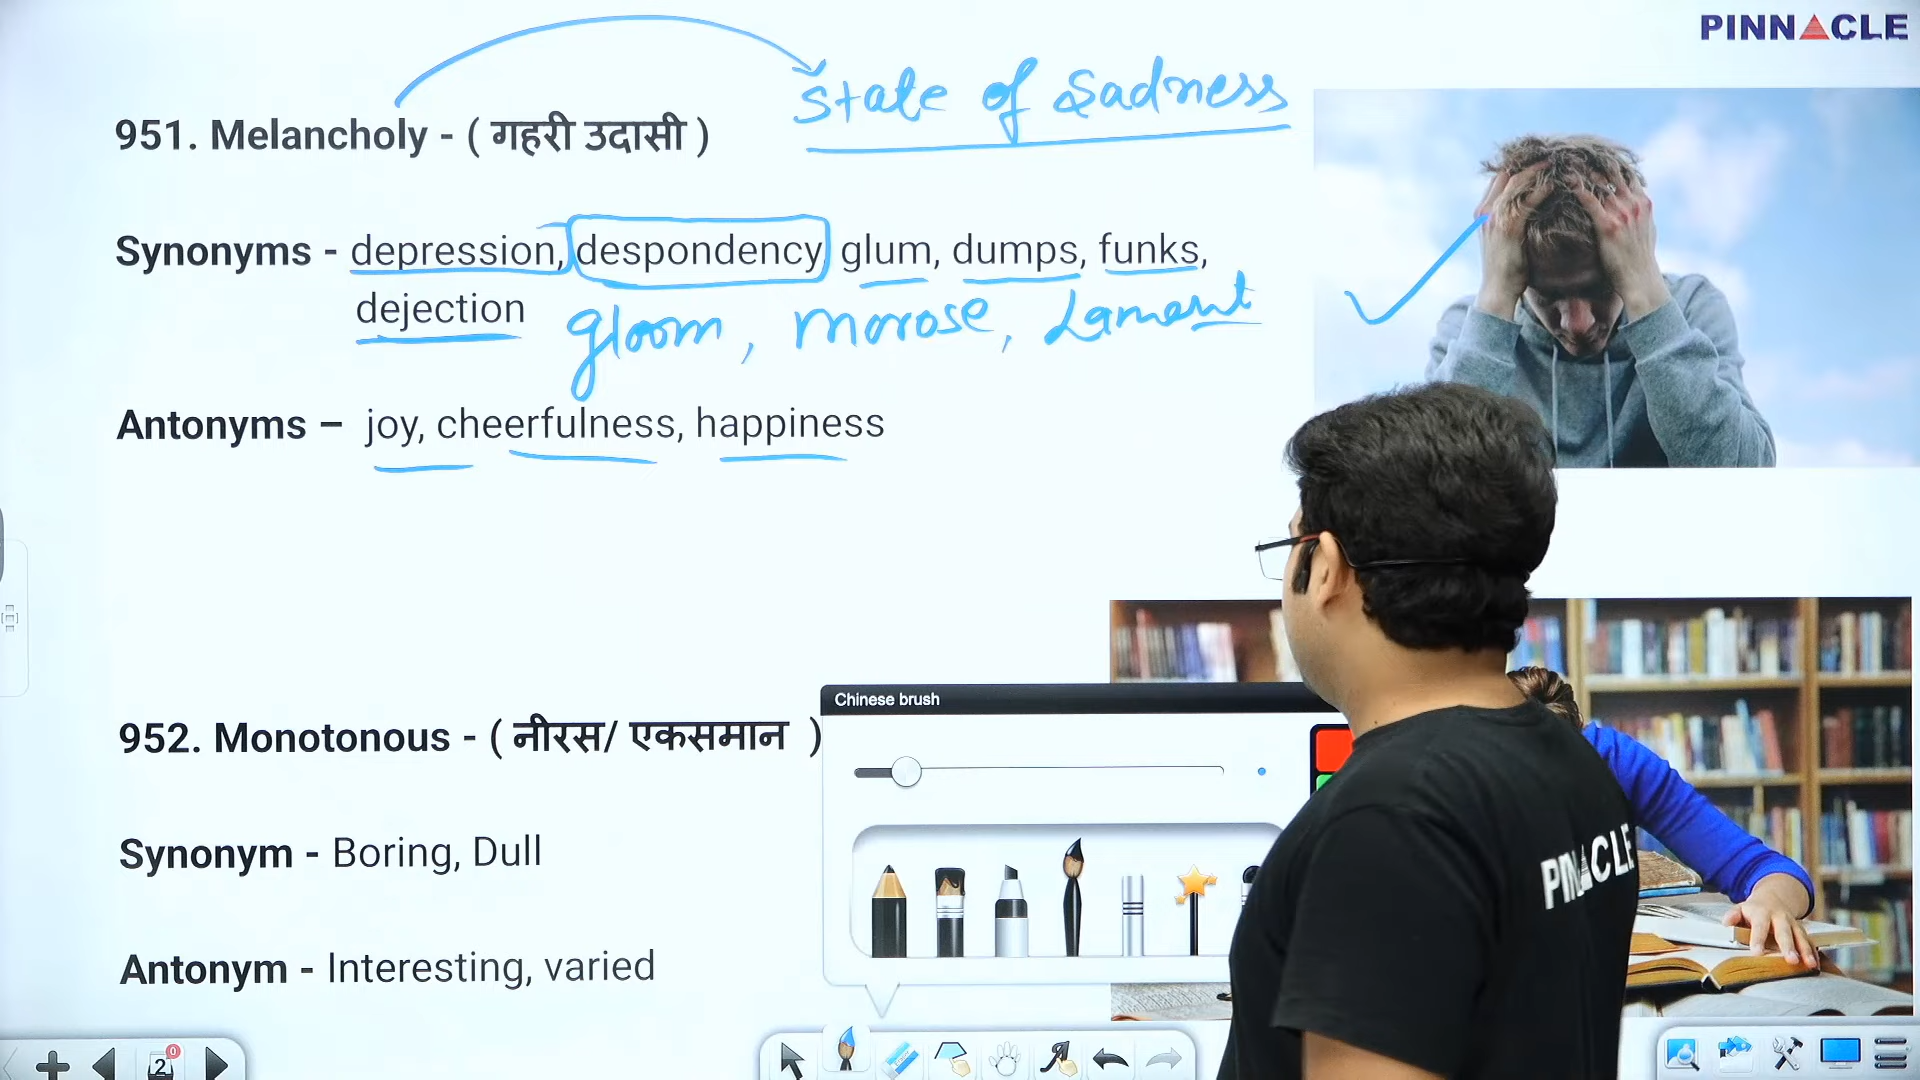 PINNACLE
State of Sadness
951. Melancholy - ( गहरी उदासी )
Synonyms - depression, despondency, glum, dumps, funks,
dejection gloom, Morose, Lament
Antonyms – joy, cheerfulness, happiness
Chinese brush
952. Monotonous - ( नीरस/ एकसमान )
Synonym - Boring, Dull
PINNACLE
Antonym - Interesting, varied
2
0